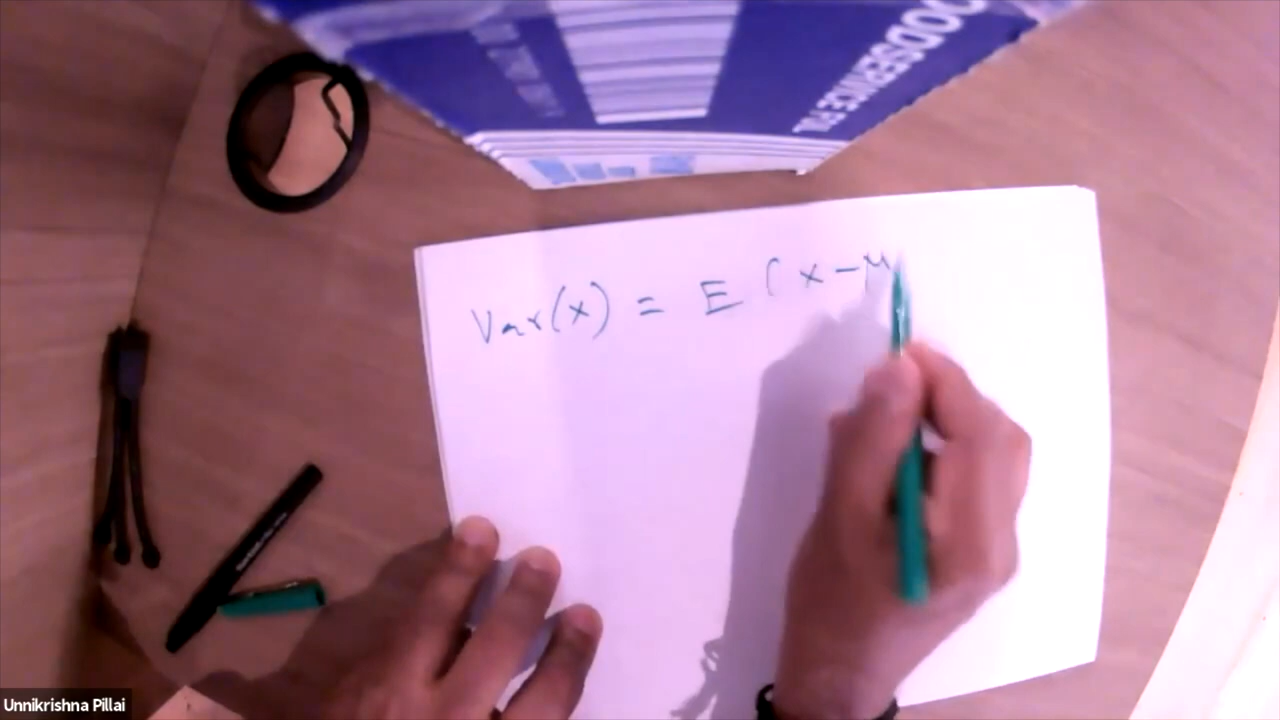 Var(x) = E (x-μ
Unnikrishna Pillai